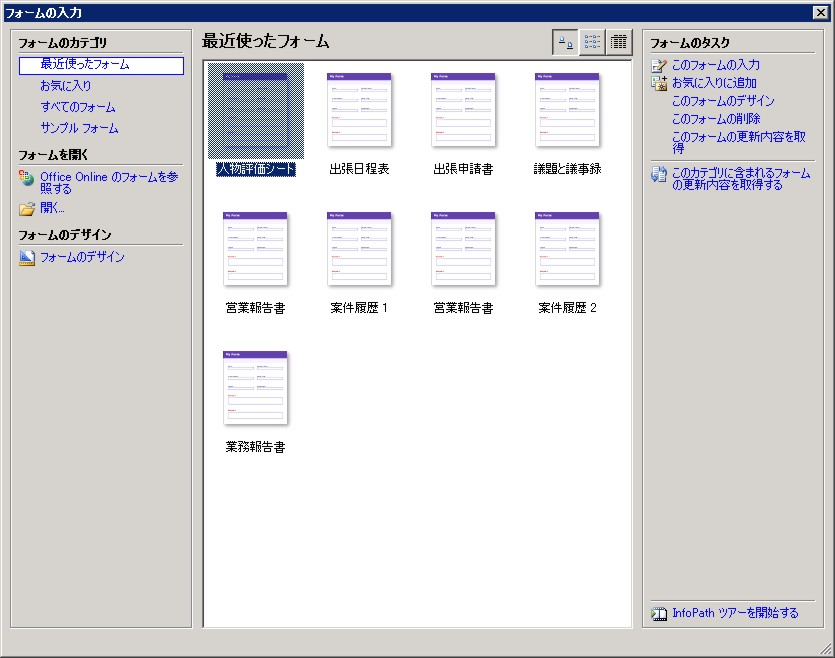 フォームの入力
フォームのカテゴリ
最近使ったフォーム
お気に入り
すべてのフォーム
サンプル フォーム
フォームを開く
Office Online のフォームを参
照する
開く...
フォームのデザイン
フォームのデザイン
最近使ったフォーム
人物評価シート
出張日程表
出張申請書
議題と議事録
営業報告書
案件履歴 1
営業報告書
案件履歴 2
業務報告書
フォームのタスク
このフォームの入力
お気に入りに追加
このフォームのデザイン
このフォームの削除
このフォームの更新内容を取
得
このカテゴリに含まれるフォーム
の更新内容を取得する
InfoPath ツアーを開始する